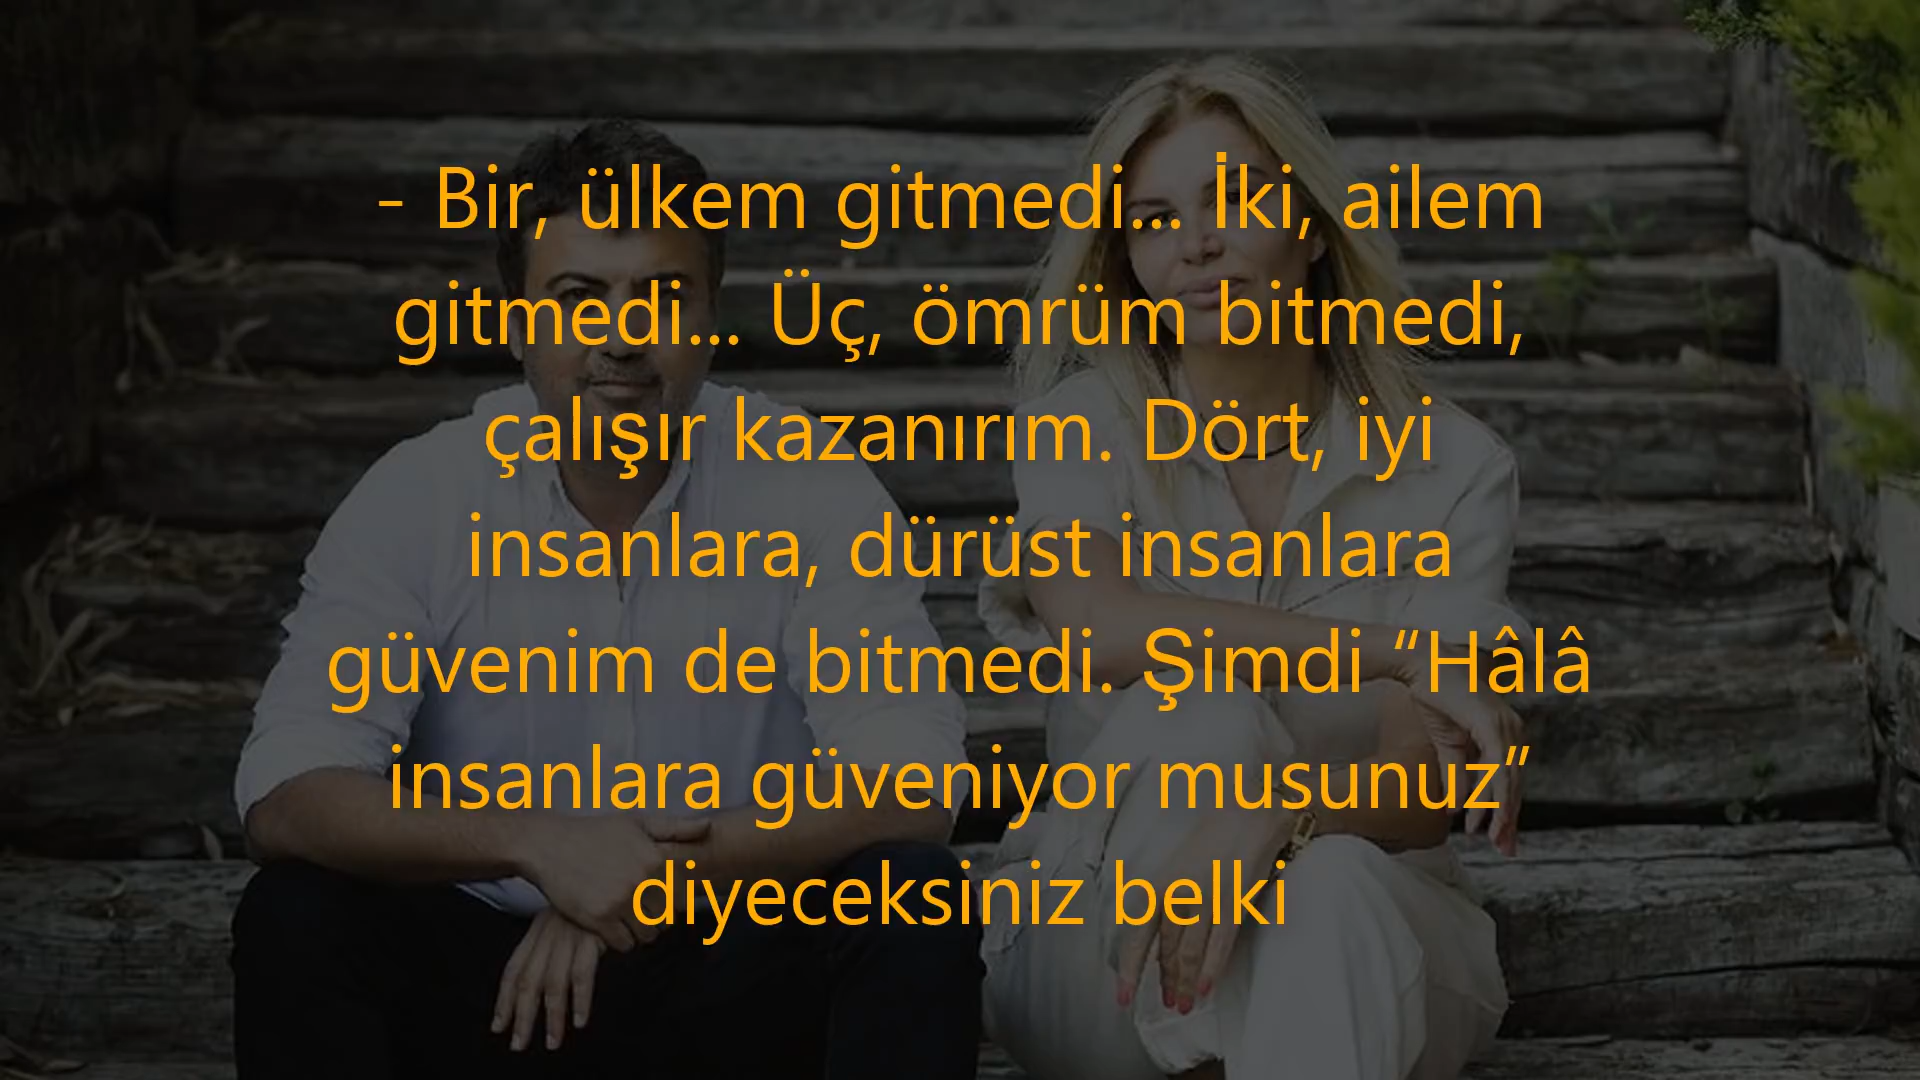 - Bir, ülkem gitmedi... İki, ailem
gitmedi... Üç, ömrüm bitmedi,
çalışır kazanırım. Dört, iyi
insanlara, dürüst insanlara
güvenim de bitmedi. Şimdi “Hâlâ
insanlara güveniyor musunuz”
diyeceksiniz belki